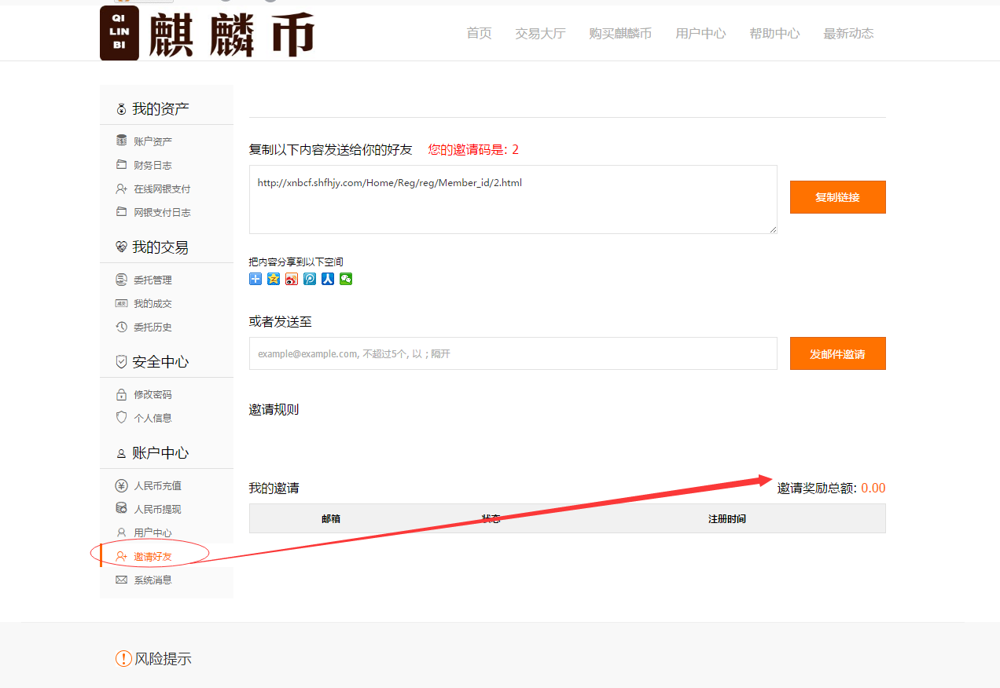 QI
LIN
BI
麒麟币
首页 交易大厅 购买麒麟币 用户中心 帮助中心 最新动态
我的资产
账户资产
财务日志
在线网银支付
网银支付日志
我的交易
委托管理
我的成交
委托历史
安全中心
修改密码
个人信息
账户中心
人民币充值
人民币提现
用户中心
邀请好友
系统消息
复制以下内容发送给你的好友 您的邀请码是: 2
http://xnbcf.shfhjy.com/Home/Reg/reg/Member_id/2.html
复制链接
把内容分享到以下空间
或者发送至
example@example.com, 不超过5个, 以 ; 隔开
发邮件邀请
邀请规则
我的邀请 邀请奖励总额: 0.00
邮箱 状态 注册时间
风险提示